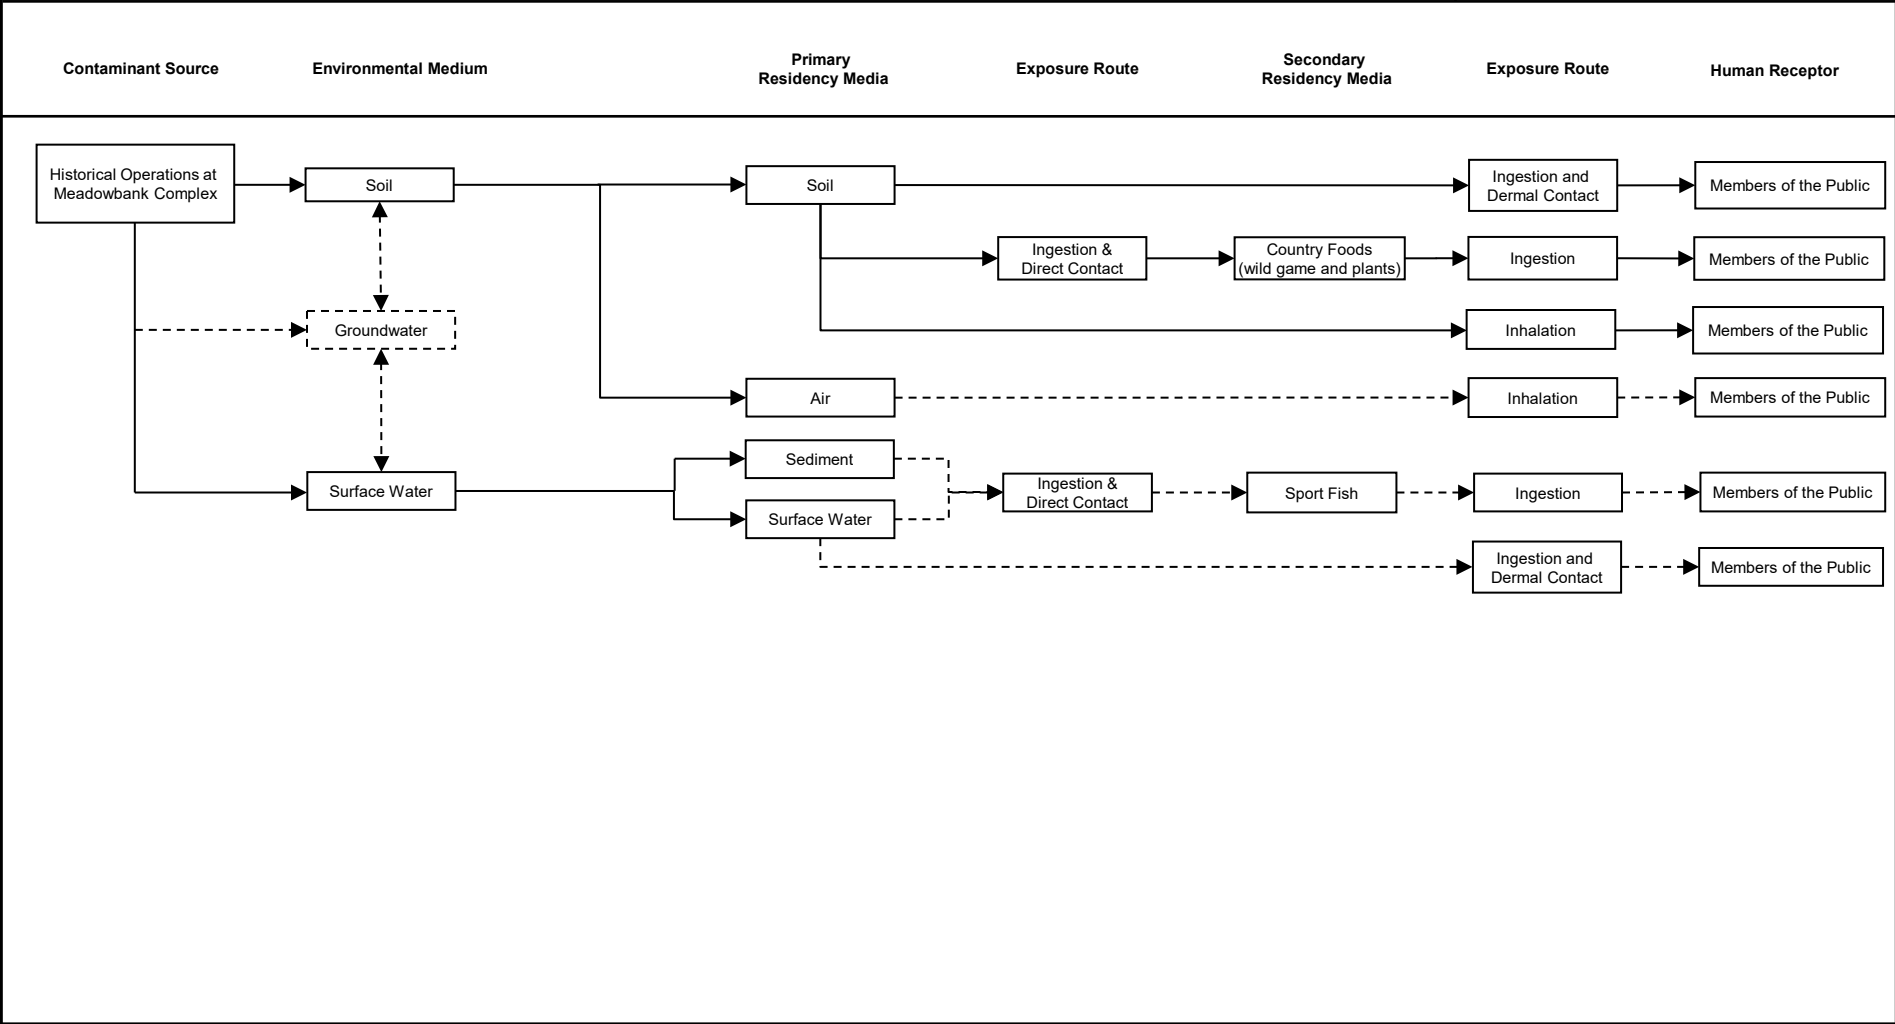 Contaminant Source
Environmental Medium
Primary
Residency Media
Exposure Route
Secondary
Residency Media
Exposure Route
Human Receptor
Historical Operations at
Meadowbank Complex
Soil
Soil
Ingestion and
Dermal Contact
Members of the Public
Ingestion &
Direct Contact
Country Foods
(wild game and plants)
Ingestion
Members of the Public
Groundwater
Inhalation
Members of the Public
Air
Inhalation
Members of the Public
Sediment
Surface Water
Surface Water
Ingestion &
Direct Contact
Sport Fish
Ingestion
Members of the Public
Ingestion and
Dermal Contact
Members of the Public